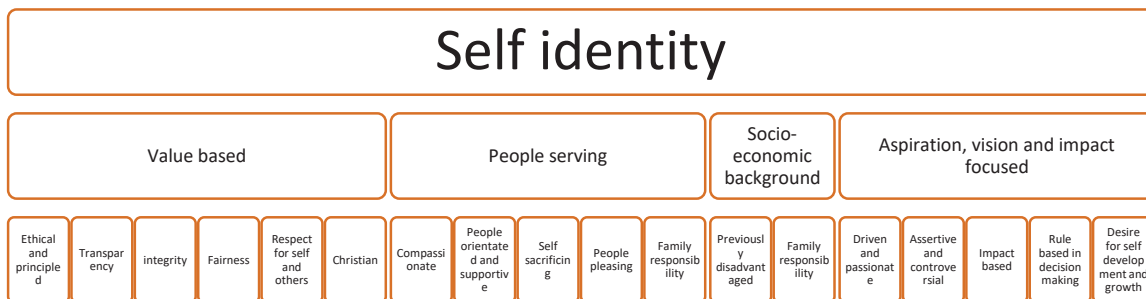 Self identity
Value based
People serving
Socio-
economic
background
Aspiration, vision and impact
focused
Ethical
and
principle
d
Transpar
ency
integrity
Fairness
Respect
for self
and
others
Christian
Compassi
onate
People
orientate
d and
supportiv
e
Self
sacrificin
g
People
pleasing
Family
responsib
ility
Previousl
y
disadvant
aged
Family
responsib
ility
Driven
and
passionat
e
Assertive
and
controve
rsial
Impact
based
Rule
based in
decision
making
Desire
for self
develop
ment and
growth